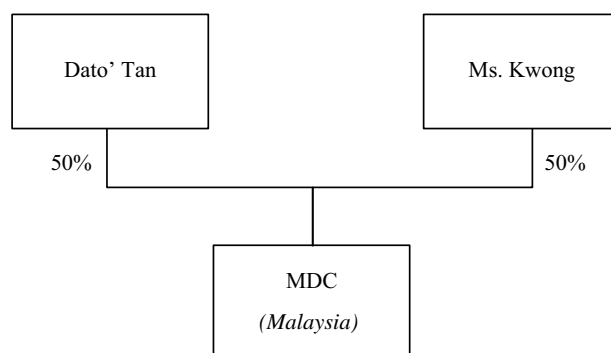 Dato’ Tan
Ms. Kwong
50%
50%
MDC
(Malaysia)